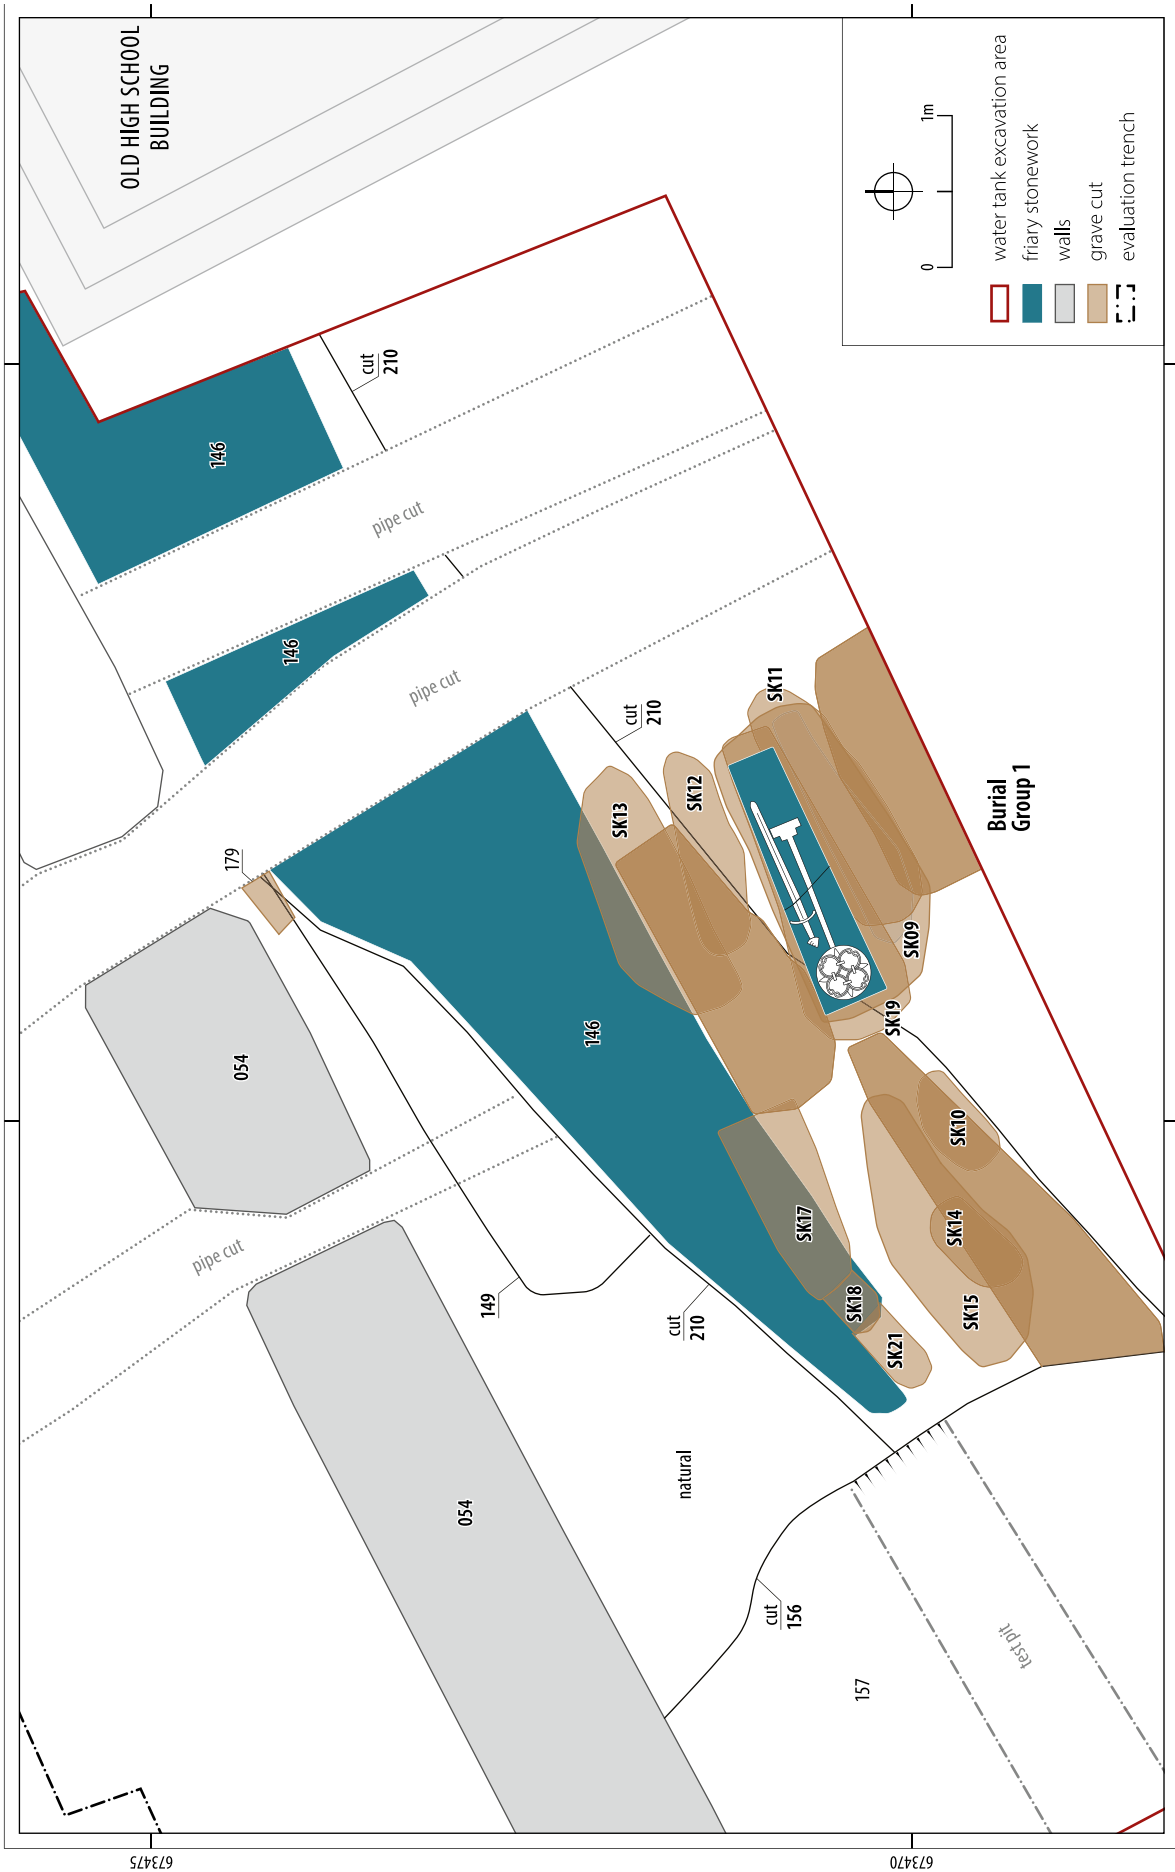 OLD HIGH SCHOOL
BUILDING
146
cut
210
pipe cut
146
pipe cut
cut
210
179
054
146
pipe cut
149
cut
210
054
natural
cut
156
157
test pit
SK13
SK12
SK11
SK09
SK19
SK17
SK18
SK21
SK10
SK14
SK15
Burial
Group 1
0
1m
water tank excavation area
friary stonework
walls
grave cut
evaluation trench
673475
673470